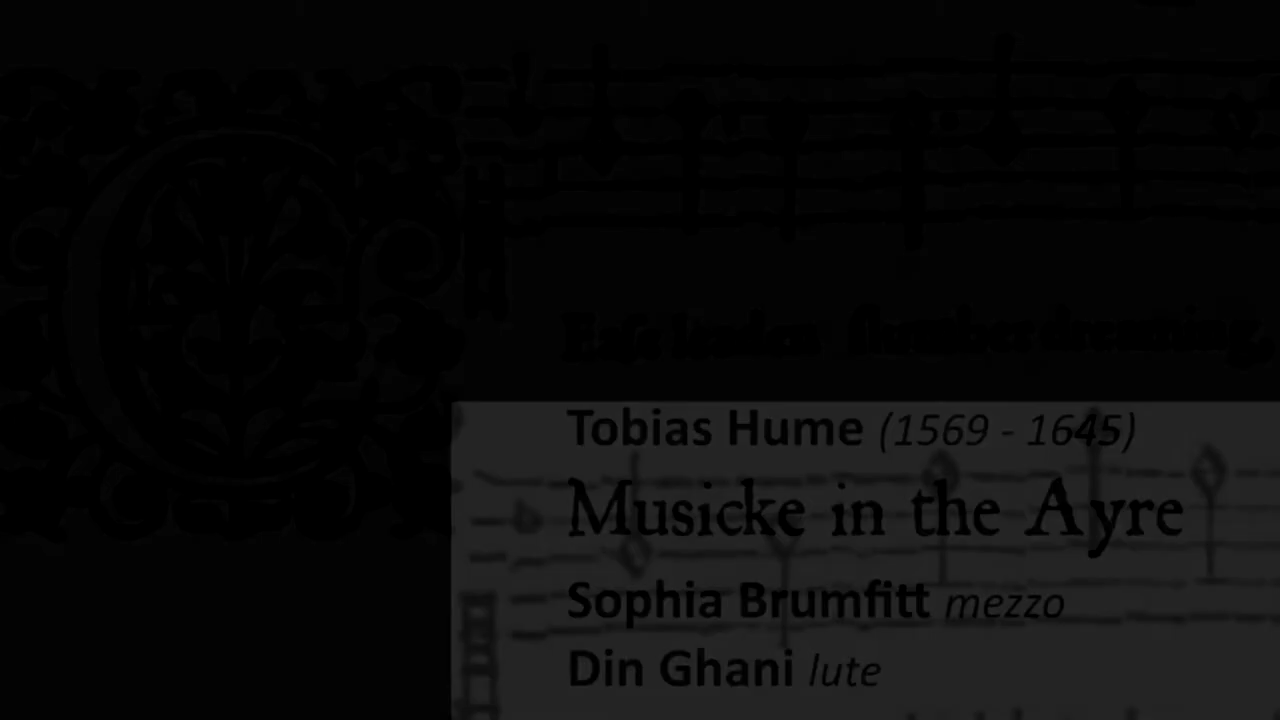 Tobias Hume (1569 - 1645)
Musicke in the Ayre
Sophia Brumfitt mezzo
Din Ghani lute